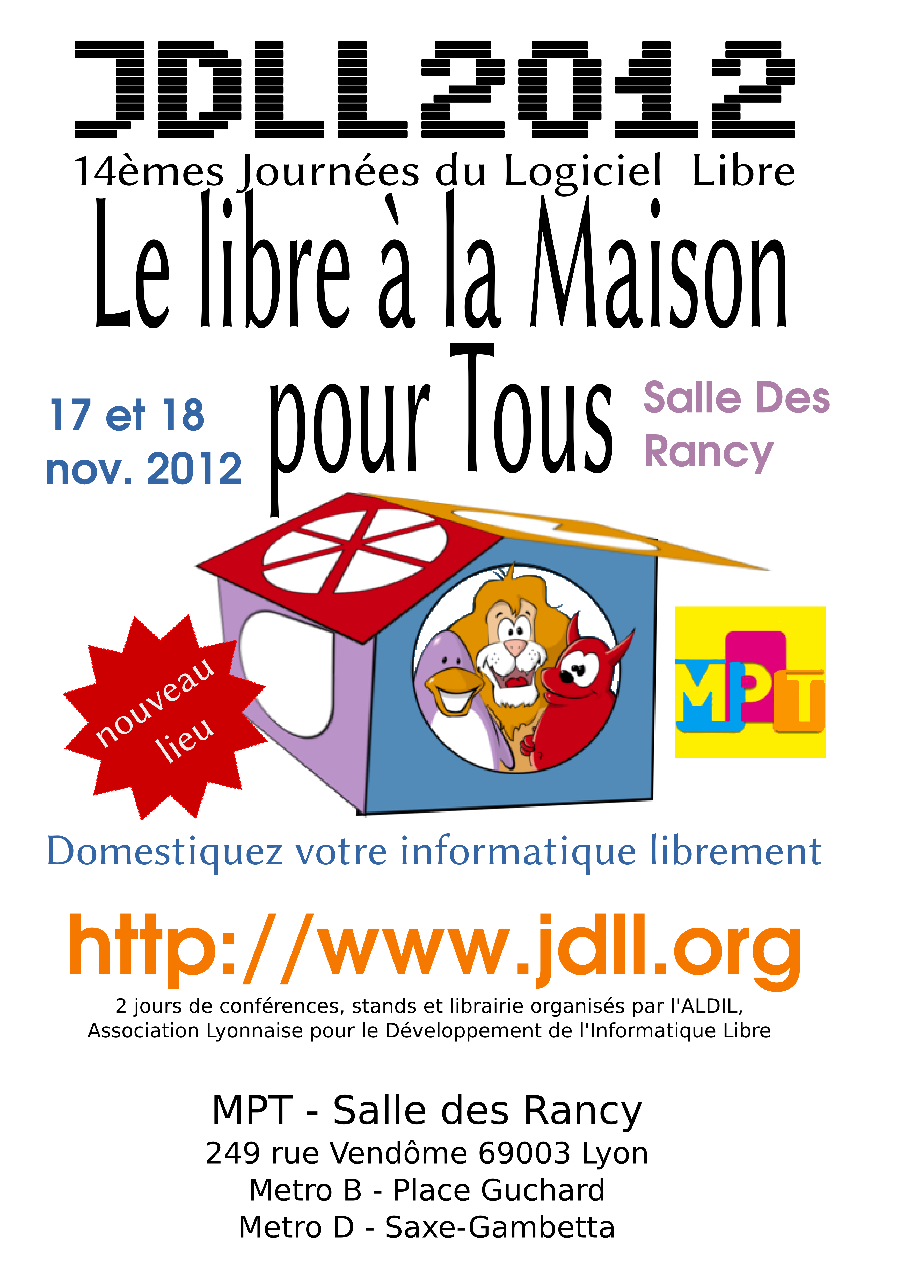 JDLL2012
14èmes Journées du Logiciel Libre
Le libre à la Maison
pour Tous
17 et 18
nov. 2012
Salle Des
Rancy
nouveau
lieu
MPT
Domestiquez votre informatique librement
http://www.jdll.org
2 jours de conférences, stands et librairie organisés par l'ALDIL,
Association Lyonnaise pour le Développement de l'Informatique Libre
MPT - Salle des Rancy
249 rue Vendôme 69003 Lyon
Metro B - Place Guchard
Metro D - Saxe-Gambetta